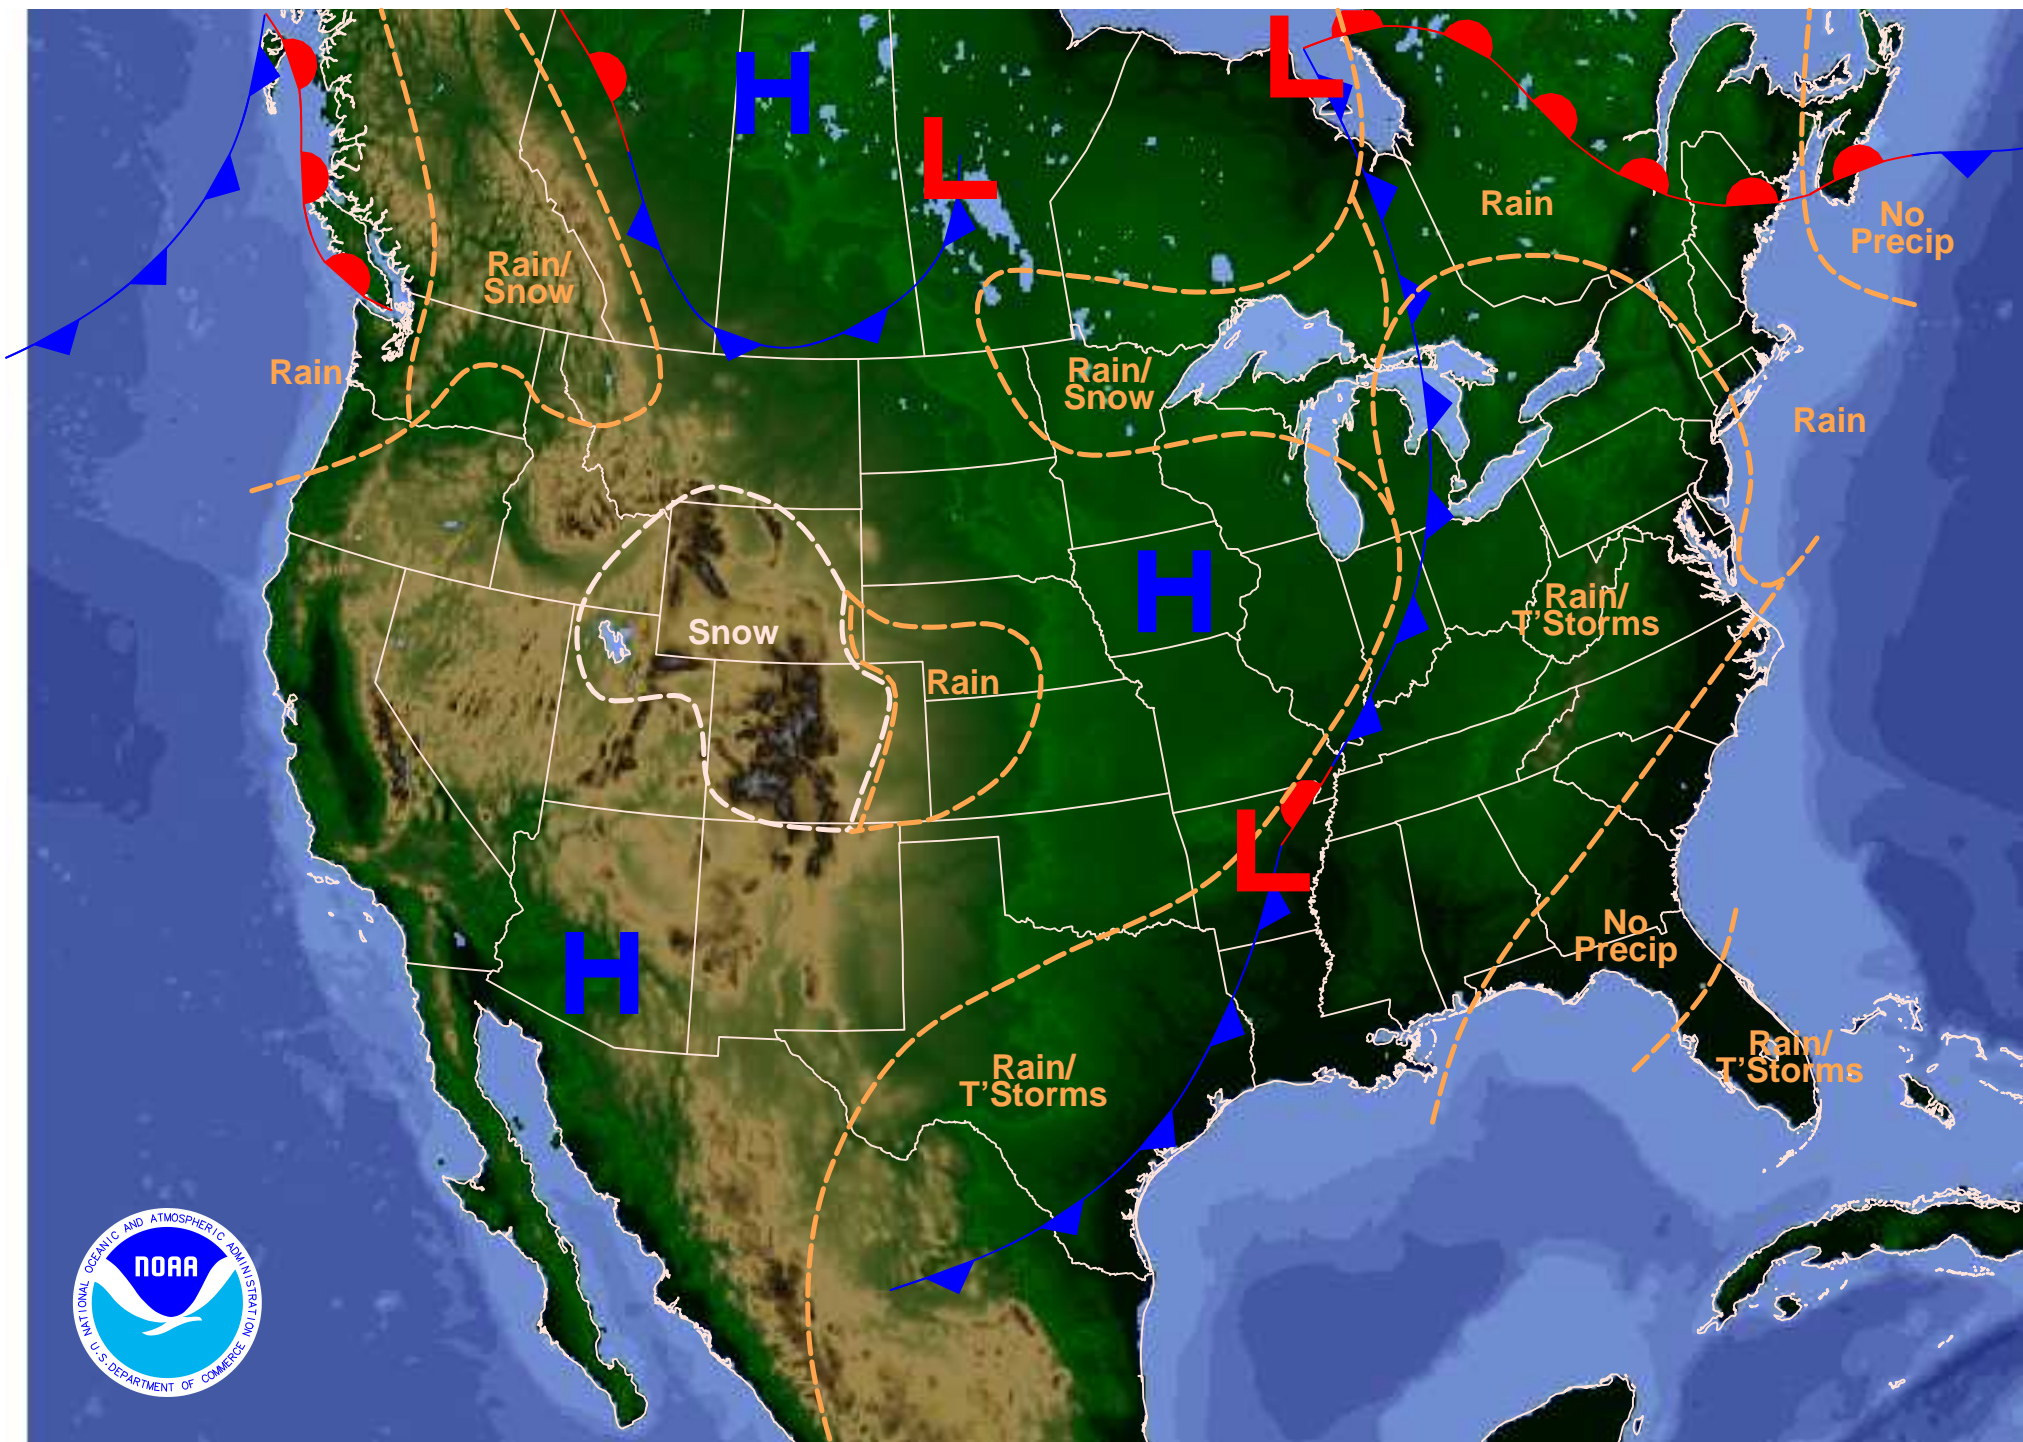 H
L
L
Rain
No
Precip
Rain/
Snow
Rain
Rain/
Snow
Rain
Snow
H
Rain/
T’Storms
Rain
L
No
Precip
H
Rain/
T’Storms
Rain/
T’Storms
NATIONAL OCEANIC AND ATMOSPHERIC ADMINISTRATION
NOAA
U.S. DEPARTMENT OF COMMERCE